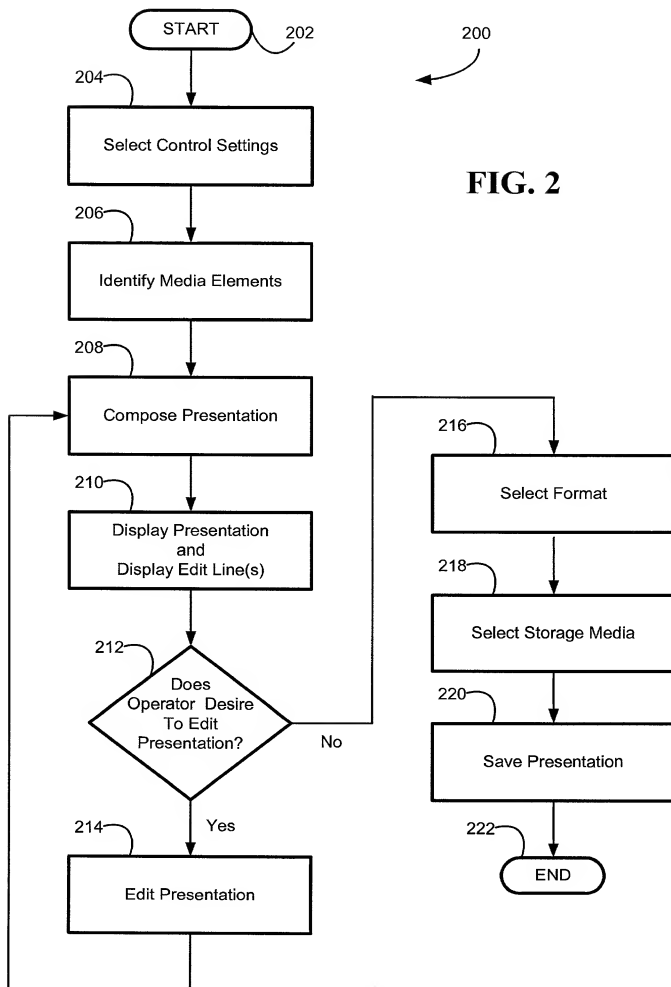 START
202
200
204
Select Control Settings
FIG. 2
206
Identify Media Elements
208
Compose Presentation
210
Display Presentation
and
Display Edit Line(s)
212
Does
Operator Desire
To Edit
Presentation?
No
Yes
214
Edit Presentation
216
Select Format
218
Select Storage Media
220
Save Presentation
222
END